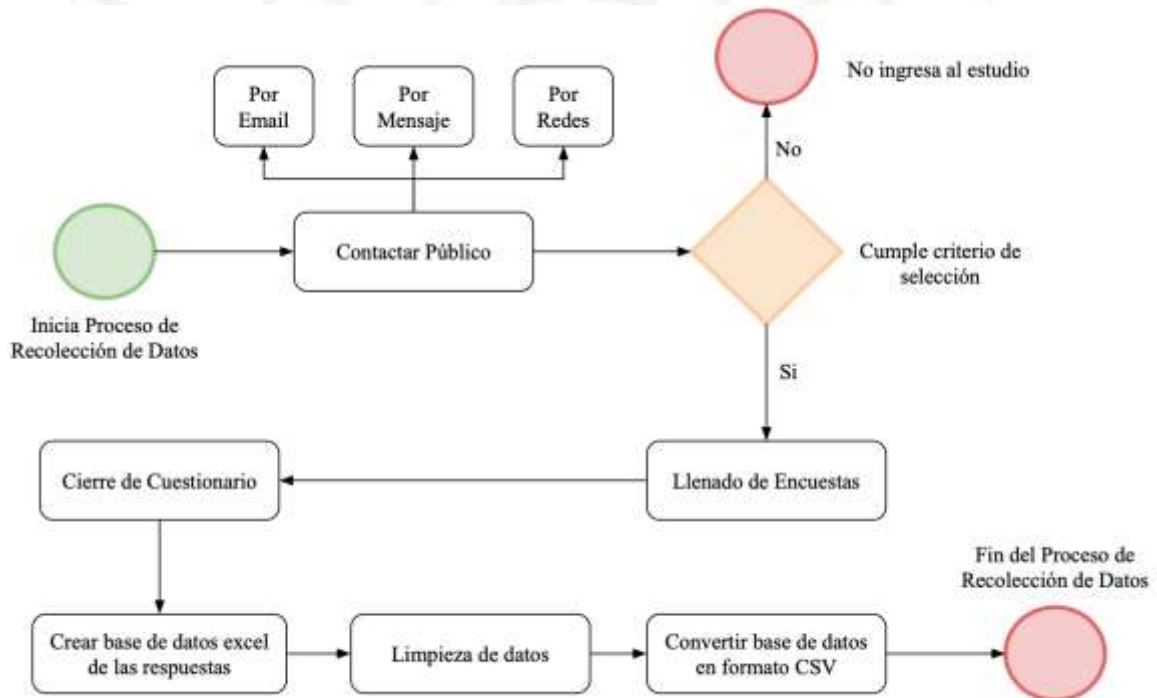 No ingresa al estudio
Por
Email
Por
Mensaje
Por
Redes
No
Contactar Público
Cumple criterio de
selección
Inicia Proceso de
Recolección de Datos
Si
Cierre de Cuestionario
Llenado de Encuestas
Fin del Proceso de
Recolección de Datos
Crear base de datos excel
de las respuestas
Limpieza de datos
Convertir base de datos
en formato CSV